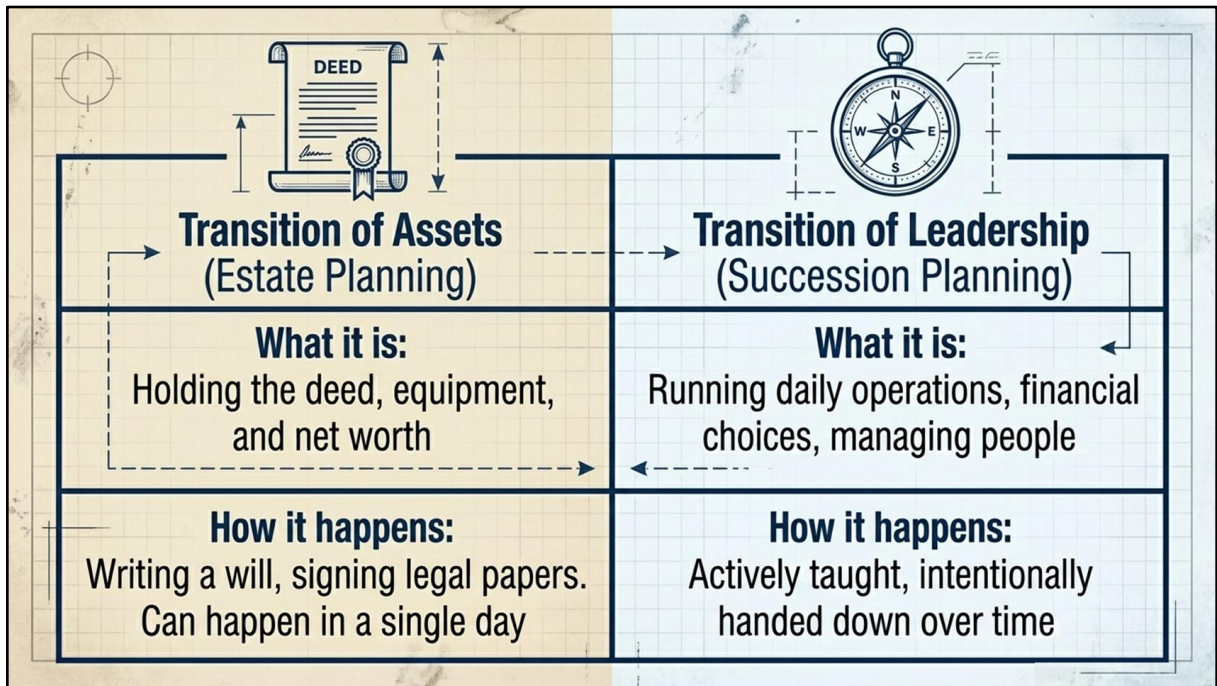 DEED
N
W E
S
Transition of Assets
(Estate Planning)
Transition of Leadership
(Succession Planning)
What it is:
Holding the deed, equipment,
and net worth
What it is:
Running daily operations, financial
choices, managing people
How it happens:
Writing a will, signing legal papers.
Can happen in a single day
How it happens:
Actively taught, intentionally
handed down over time